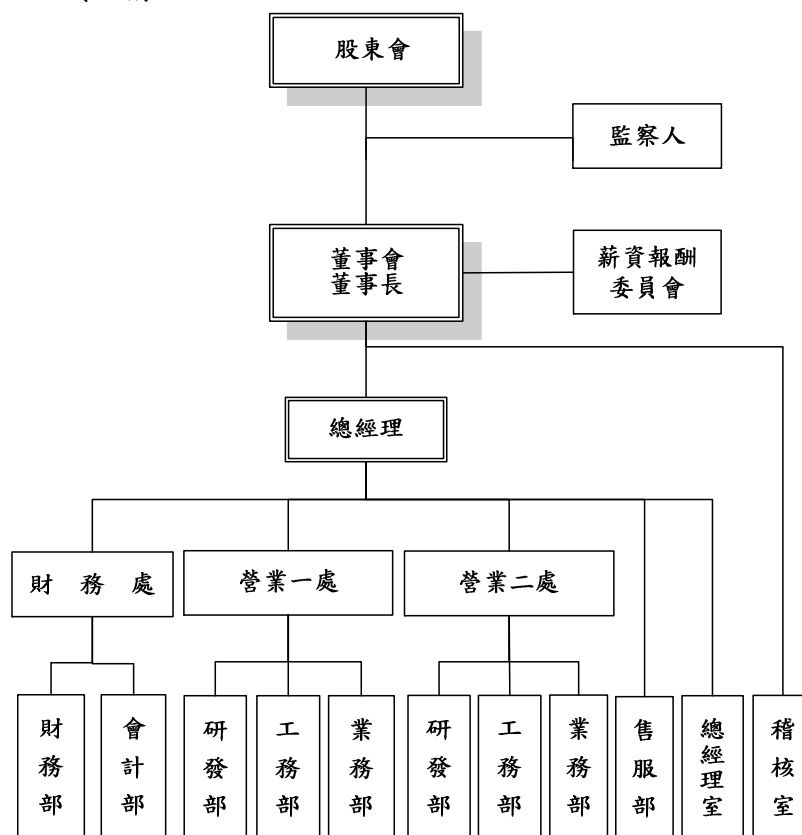 股東會
監察人
董事會
董事長
薪資報酬
委員會
總經理
財務處
營業一處
營業二處
財務部
會計部
研發部
工務部
業務部
研發部
工務部
業務部
售服部
總經理室
稽核室